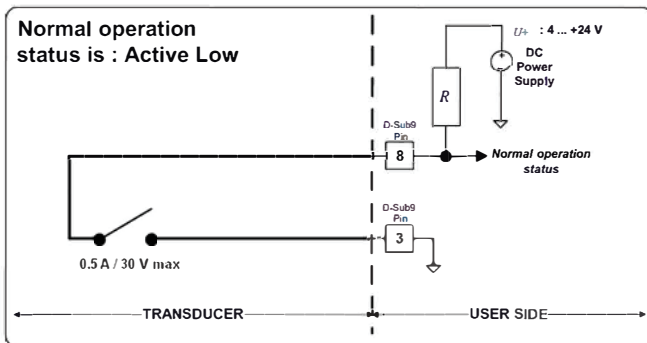 Normal operation
status is : Active Low
U+ : 4 ... +24 V
DC
Power
Supply
R
D-Sub9
Pin
8
Normal operation
status
D-Sub9
Pin
3
0.5 A / 30 V max
TRANSDUCER
USER SIDE